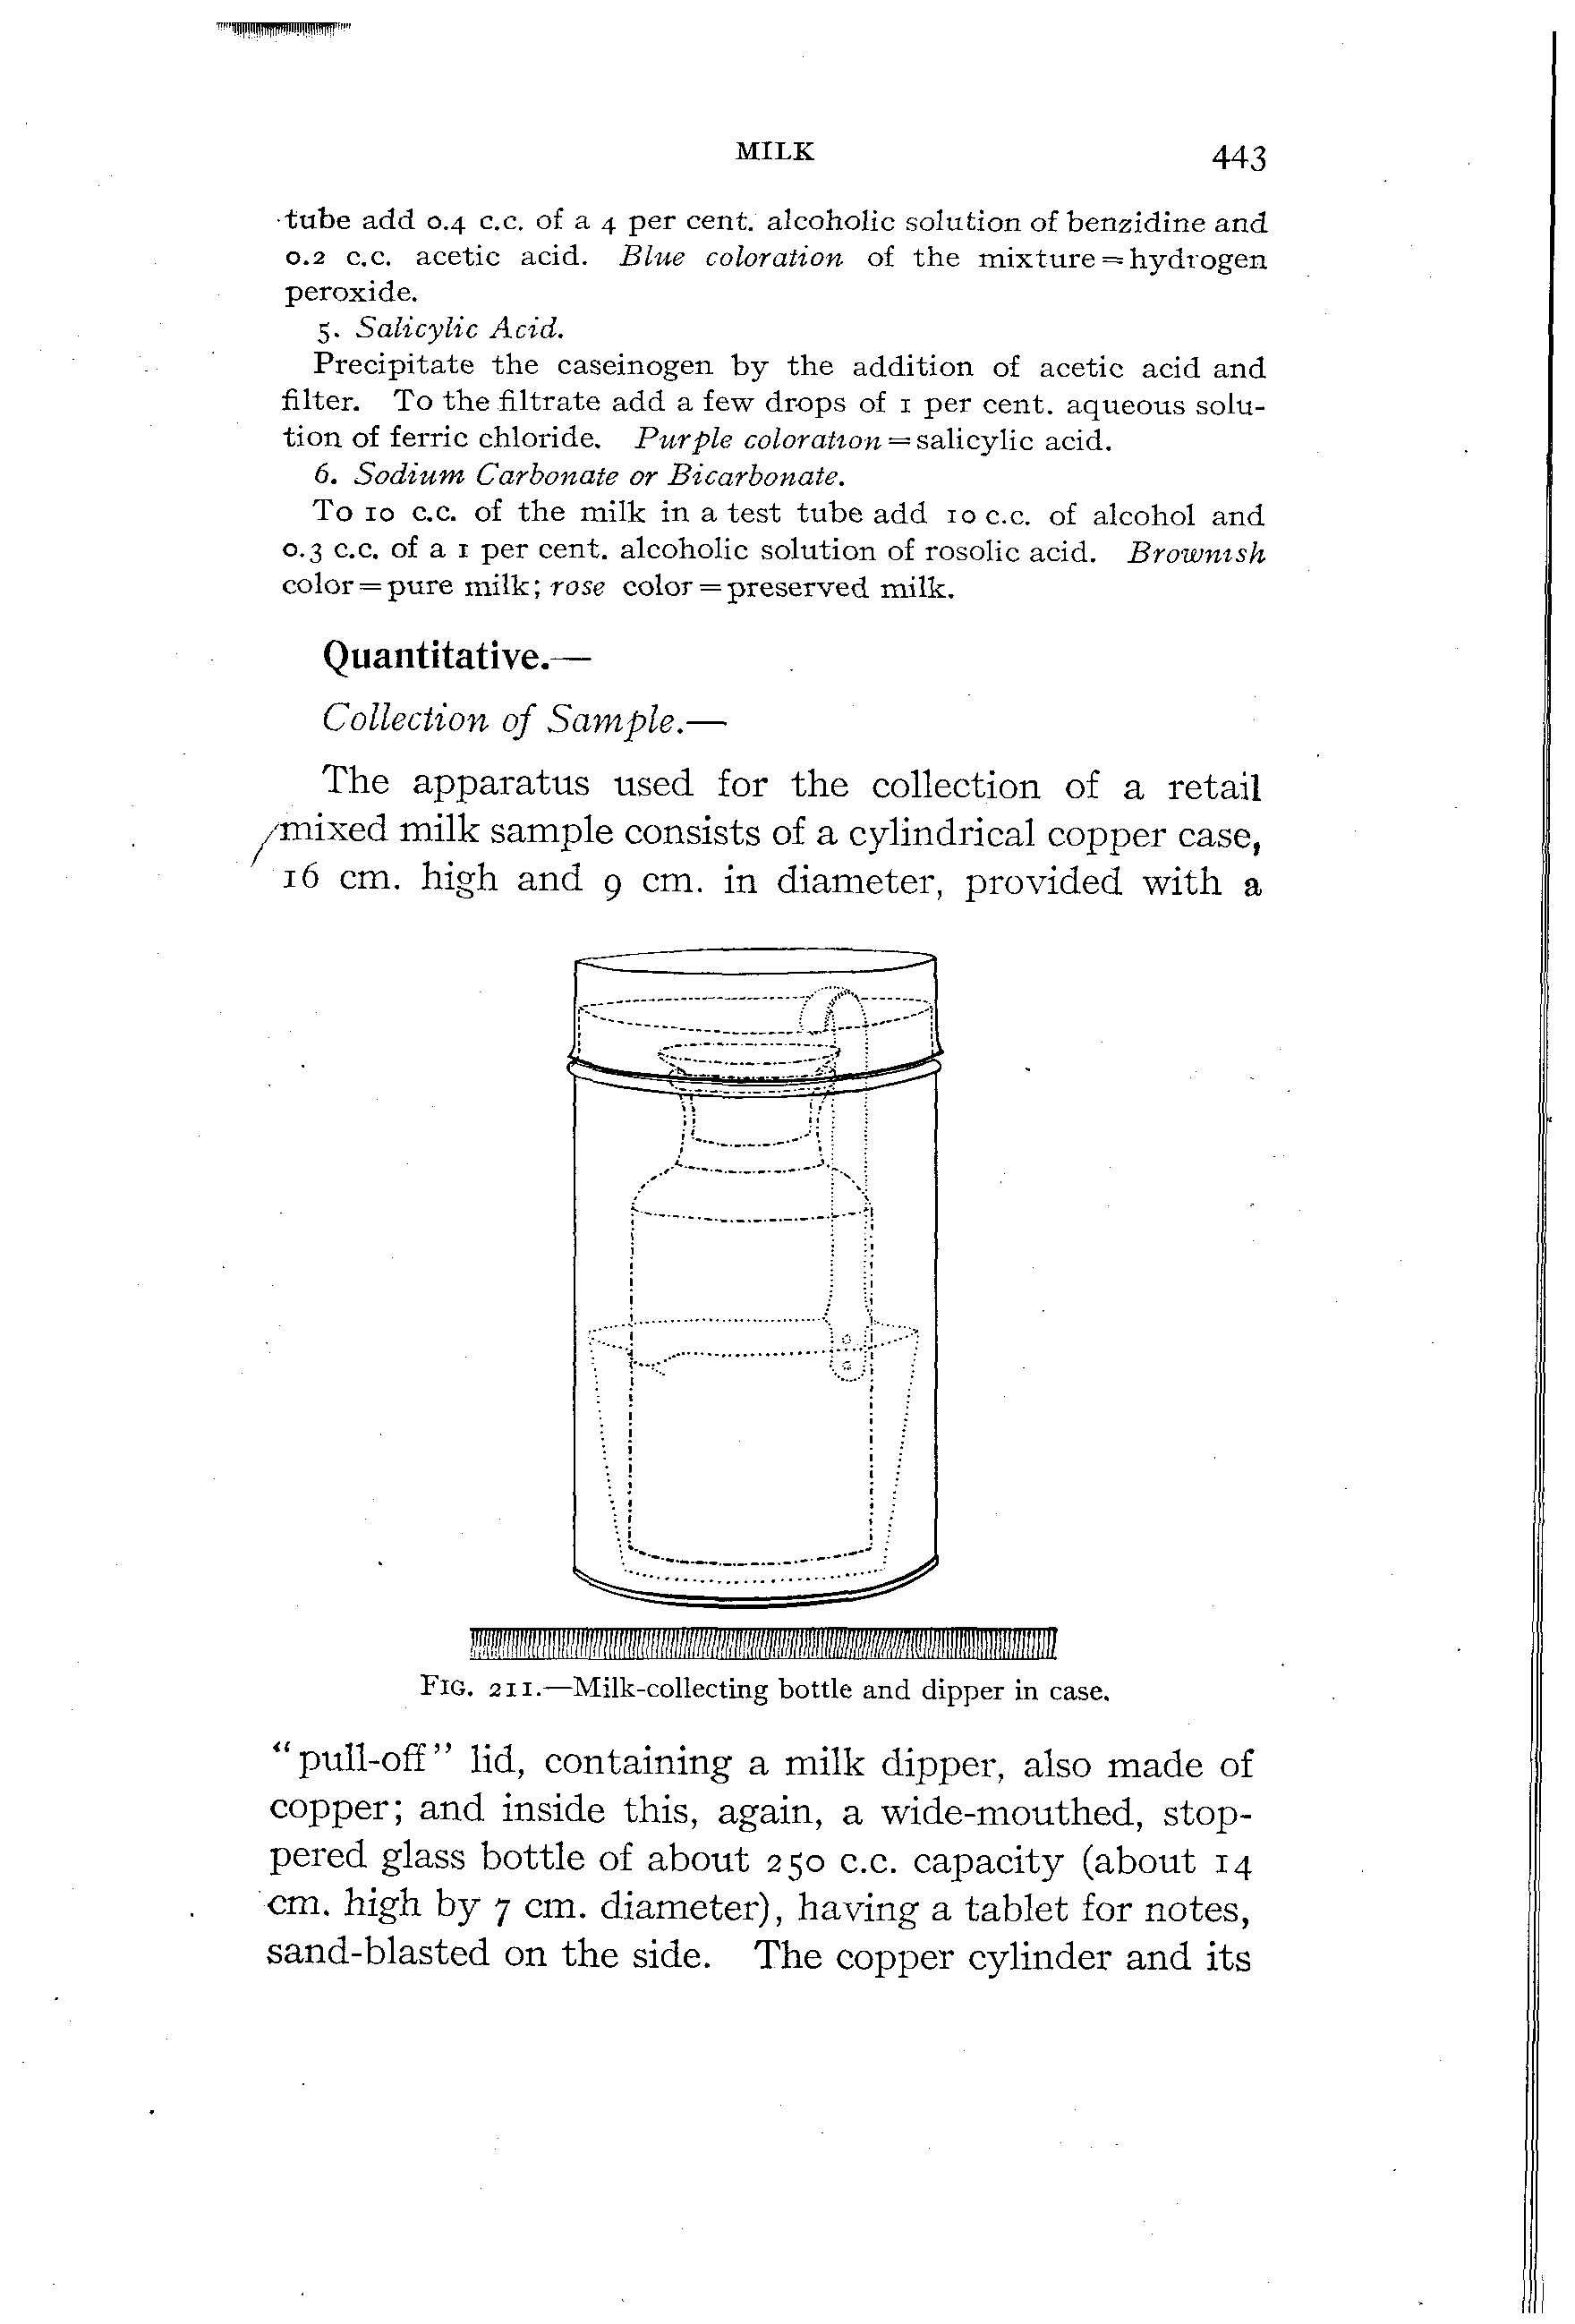 MILK 443
tube add 0.4 c.c. of a 4 per cent. alcoholic solution of benzidine and
0.2 c.c. acetic acid. Blue coloration of the mixture = hydrogen
peroxide.
5. Salicylic Acid.
Precipitate the caseinogen by the addition of acetic acid and
filter. To the filtrate add a few drops of 1 per cent. aqueous solu-
tion of ferric chloride. Purple coloration = salicylic acid.
6. Sodium Carbonate or Bicarbonate.
To 10 c.c. of the milk in a test tube add 10 c.c. of alcohol and
0.3 c.c. of a 1 per cent. alcoholic solution of rosolic acid. Brownish
color = pure milk; rose color = preserved milk.
Quantitative.—
Collection of Sample.—
The apparatus used for the collection of a retail
mixed milk sample consists of a cylindrical copper case,
16 cm. high and 9 cm. in diameter, provided with a
FIG. 211.—Milk-collecting bottle and dipper in case.
"pull-off" lid, containing a milk dipper, also made of
copper; and inside this, again, a wide-mouthed, stop-
pered glass bottle of about 250 c.c. capacity (about 14
cm. high by 7 cm. diameter), having a tablet for notes,
sand-blasted on the side. The copper cylinder and its